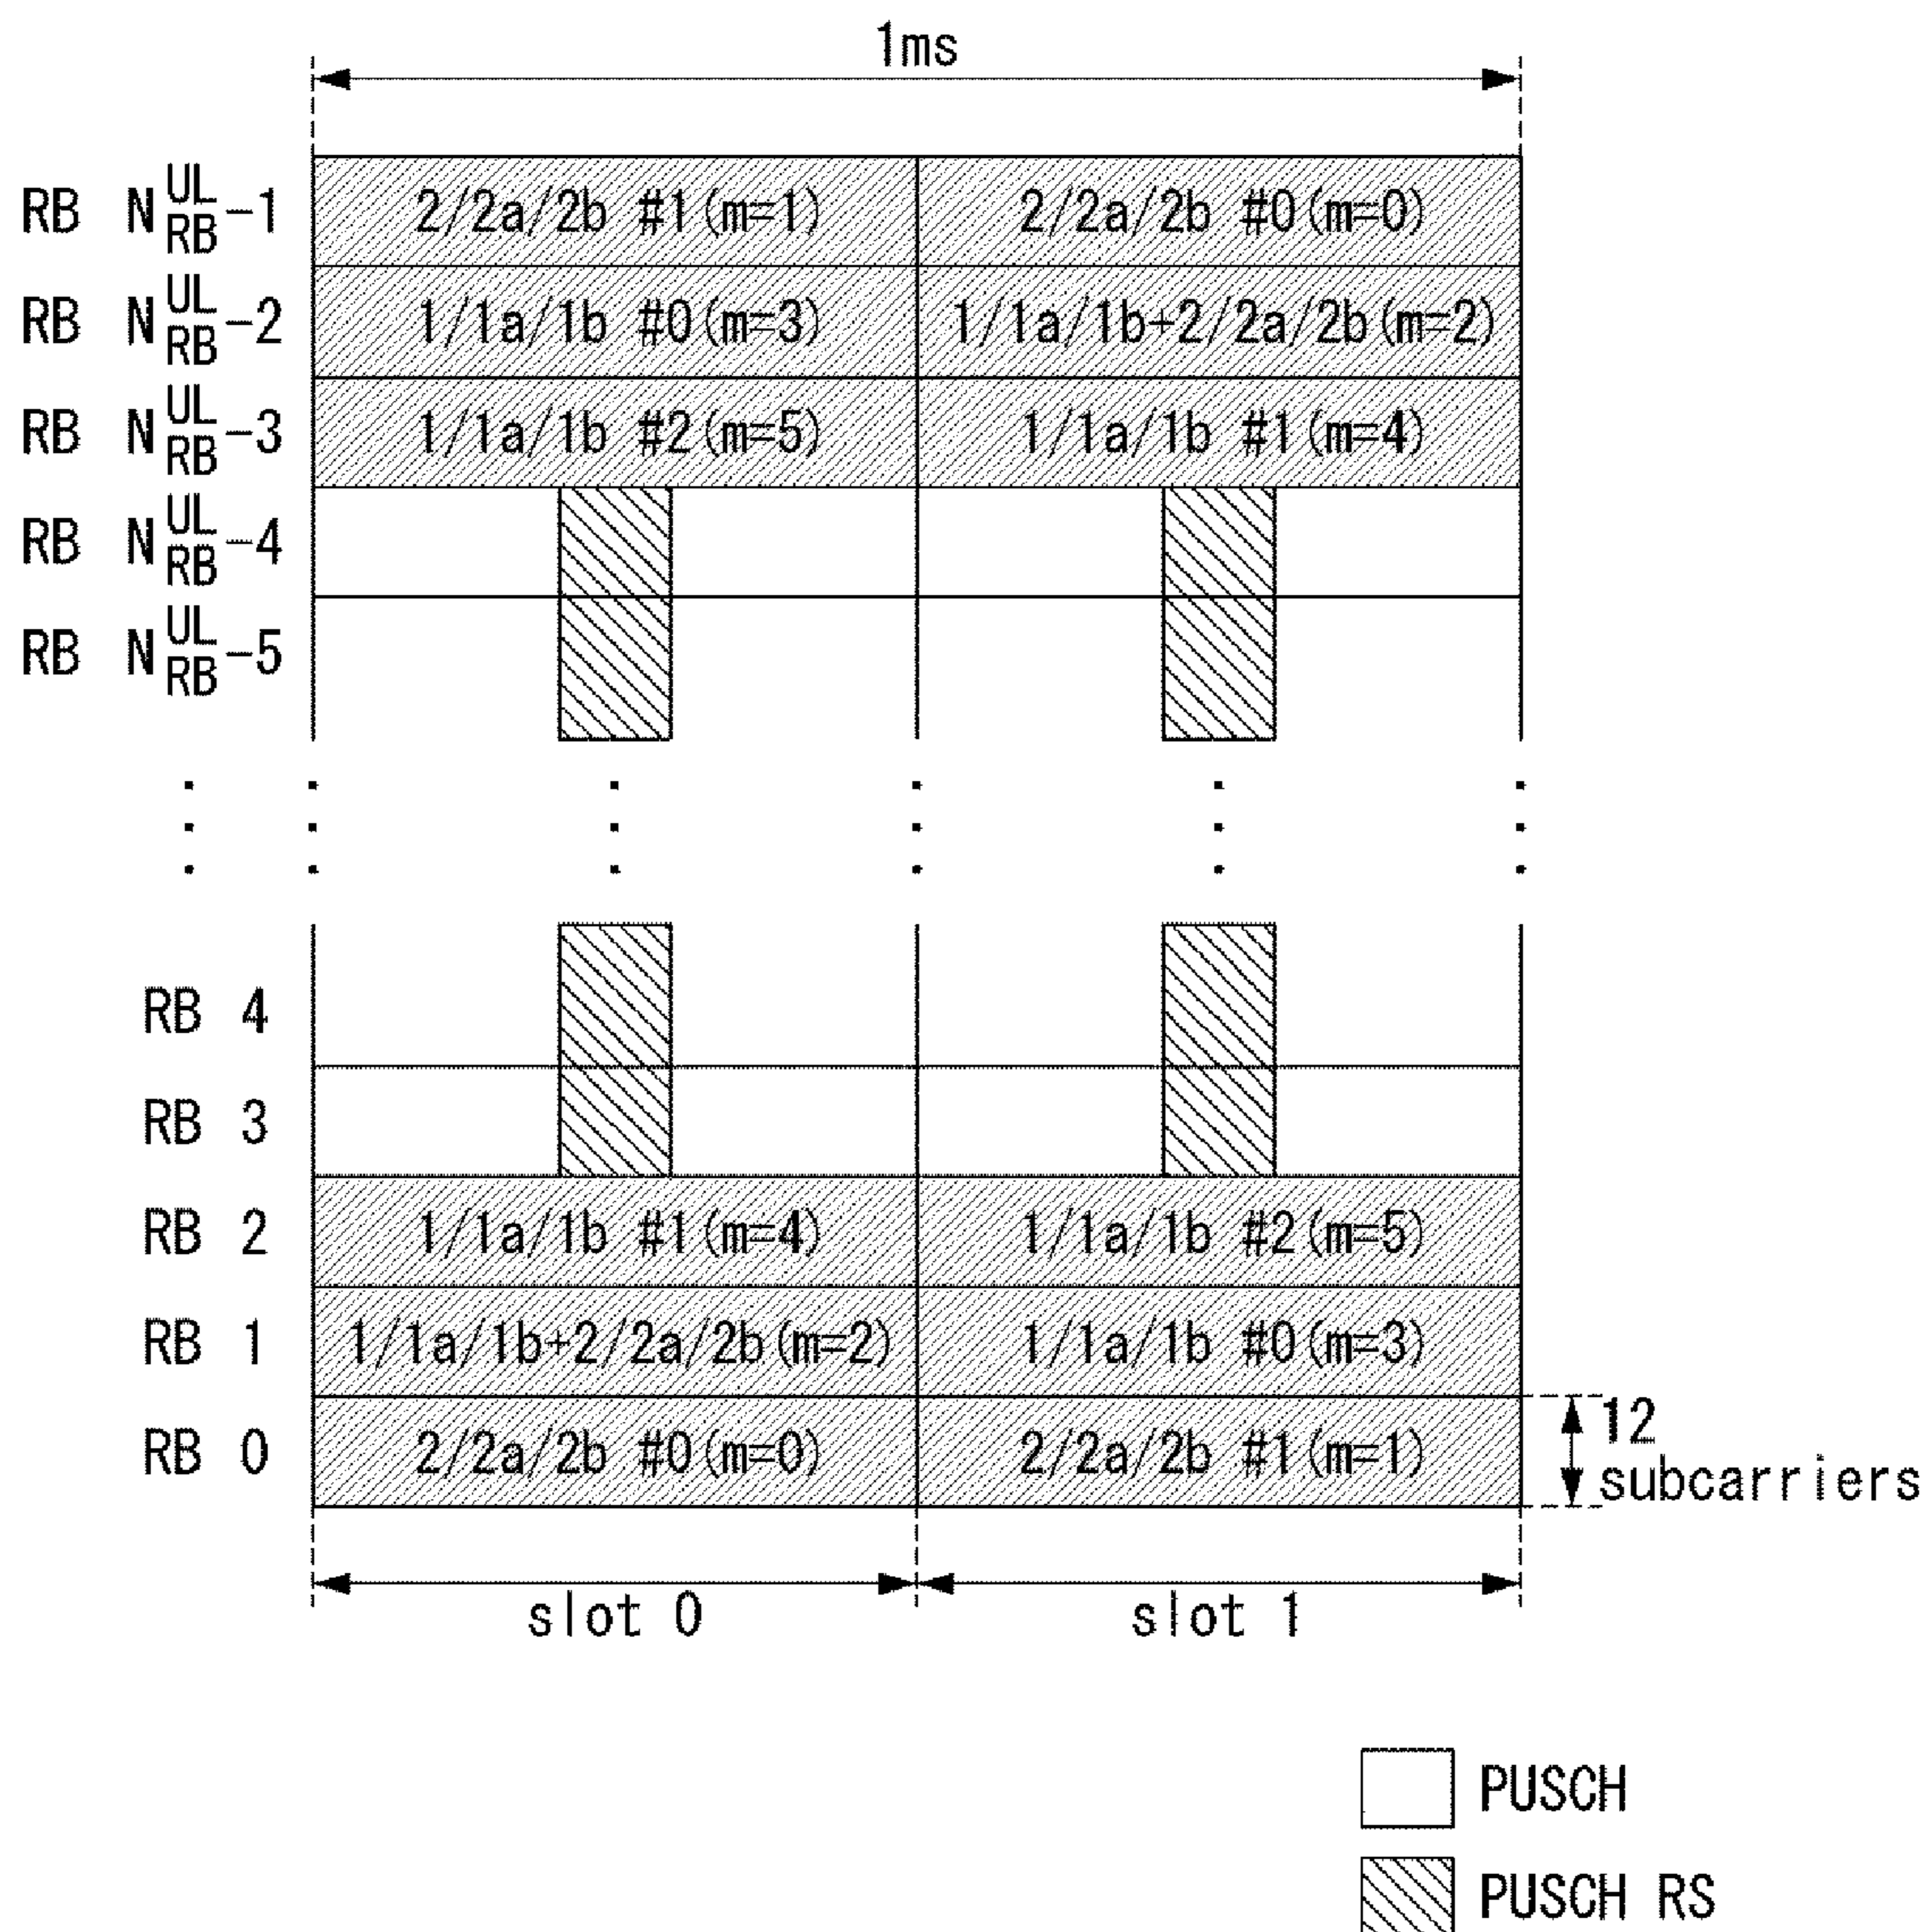 1ms
RB N UL RB -1 2/2a/2b #1(m=1) 2/2a/2b #0(m=0)
RB N UL RB -2 1/1a/1b #0(m=3) 1/1a/1b+2/2a/2b(m=2)
RB N UL RB -3 1/1a/1b #2(m=5) 1/1a/1b #1(m=4)
RB N UL RB -4
RB N UL RB -5
RB 4
RB 3
RB 2 1/1a/1b #1(m=4) 1/1a/1b #2(m=5)
RB 1 1/1a/1b+2/2a/2b(m=2) 1/1a/1b #0(m=3)
RB 0 2/2a/2b #0(m=0) 2/2a/2b #1(m=1)
12
subcarriers
slot 0 slot 1
PUSCH
PUSCH RS